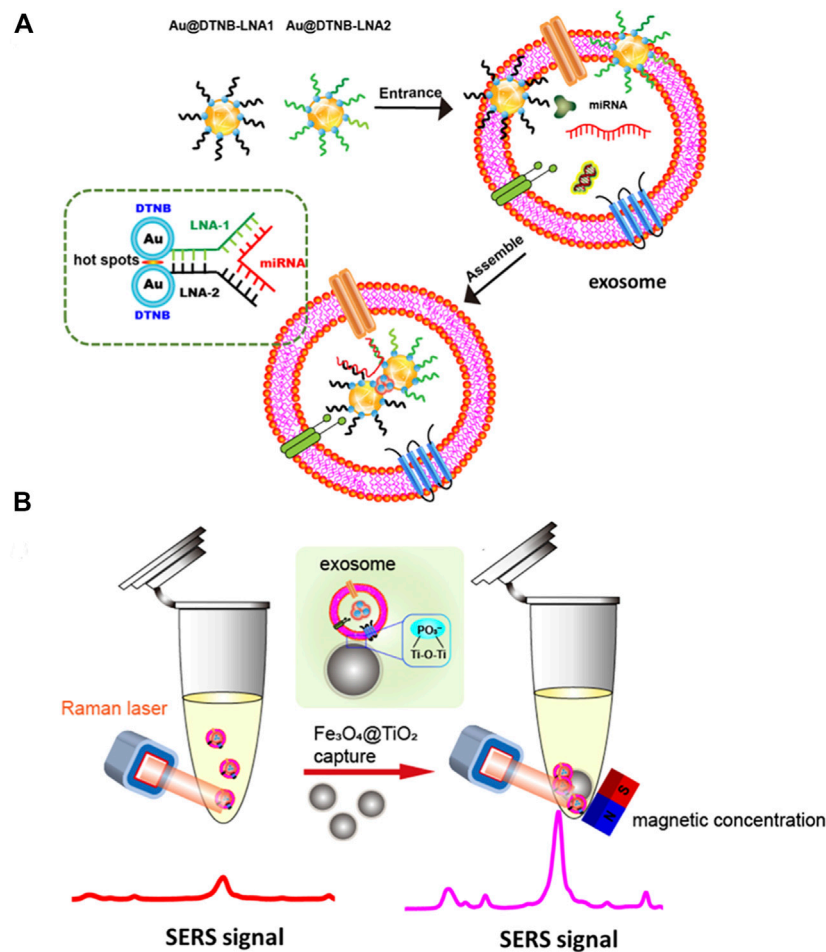 A
Au@DTNB-LNA1 Au@DTNB-LNA2
Entrance
miRNA
exosome
Assemble
DTNB
Au
LNA-1
hot spots
miRNA
Au
LNA-2
DTNB
B
exosome
PO₃⁻
Ti-O-Ti
Raman laser
Fe₃O₄@TiO₂
capture
S
N
magnetic concentration
SERS signal
SERS signal